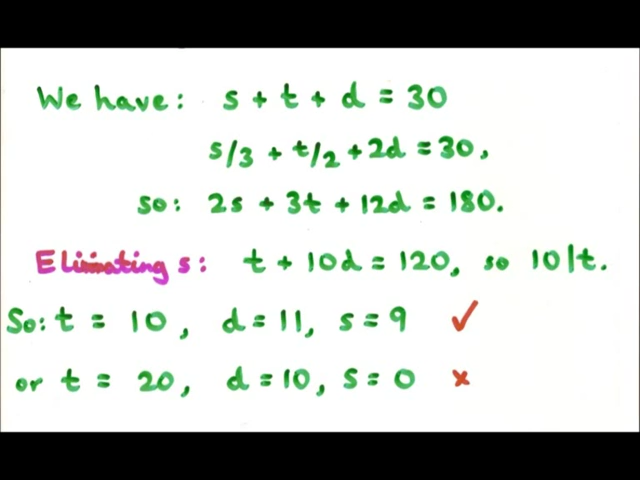 We have: s + t + d = 30
s/3 + t/2 + 2d = 30,
so: 2s + 3t + 12d = 180.
Eliminating s: t + 10d = 120, so 10|t.
So: t = 10, d = 11, s = 9 ✓
or t = 20, d = 10, s = 0 ×